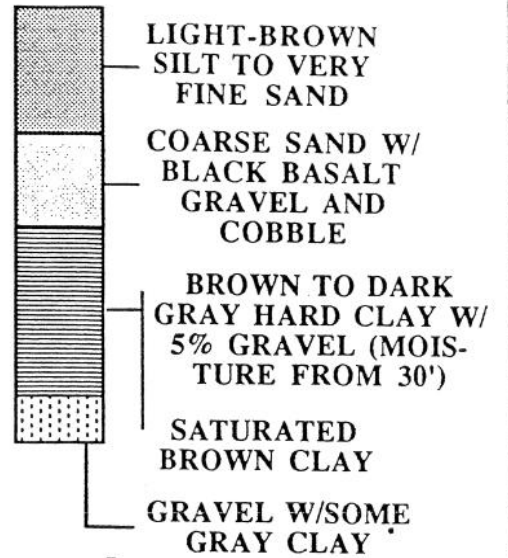 LIGHT-BROWN
SILT TO VERY
FINE SAND
COARSE SAND W/
BLACK BASALT
GRAVEL AND
COBBLE
BROWN TO DARK
GRAY HARD CLAY W/
5% GRAVEL (MOIS-
TURE FROM 30')
SATURATED
BROWN CLAY
GRAVEL W/SOME
GRAY CLAY